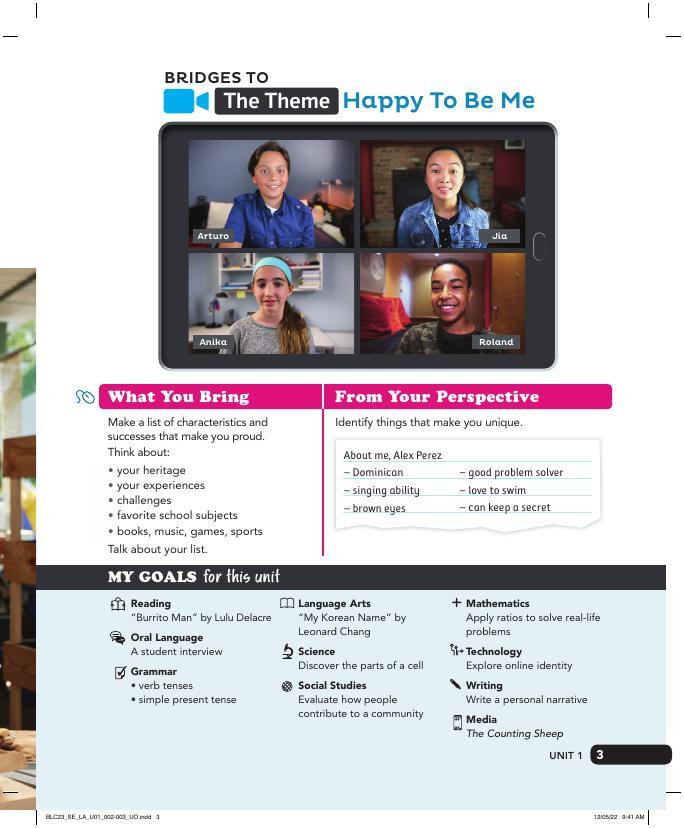 BRIDGES TO
The Theme Happy To Be Me
Arturo
Jia
Anika
Roland
What You Bring
Make a list of characteristics and
successes that make you proud.
Think about:
• your heritage
• your experiences
• challenges
• favorite school subjects
• books, music, games, sports
Talk about your list.
From Your Perspective
Identify things that make you unique.
About me, Alex Perez
~ Dominican
~ singing ability
~ brown eyes
~ good problem solver
~ love to swim
~ can keep a secret
MY GOALS for this unit
Reading
"Burrito Man" by Lulu Delacre
Oral Language
A student interview
Grammar
• verb tenses
• simple present tense
Language Arts
"My Korean Name" by
Leonard Chang
Science
Discover the parts of a cell
Social Studies
Evaluate how people
contribute to a community
Mathematics
Apply ratios to solve real-life
problems
Technology
Explore online identity
Writing
Write a personal narrative
Media
The Counting Sheep
UNIT 1 3
BLC23_SE_LA_U01_002-003_UO.indd 3
12/05/22 9:41 AM